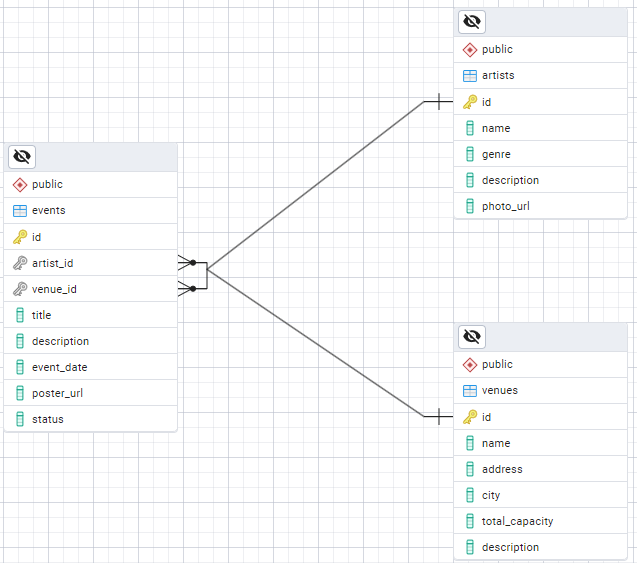 public
events
id
artist_id
venue_id
title
description
event_date
poster_url
status
public
artists
id
name
genre
description
photo_url
public
venues
id
name
address
city
total_capacity
description